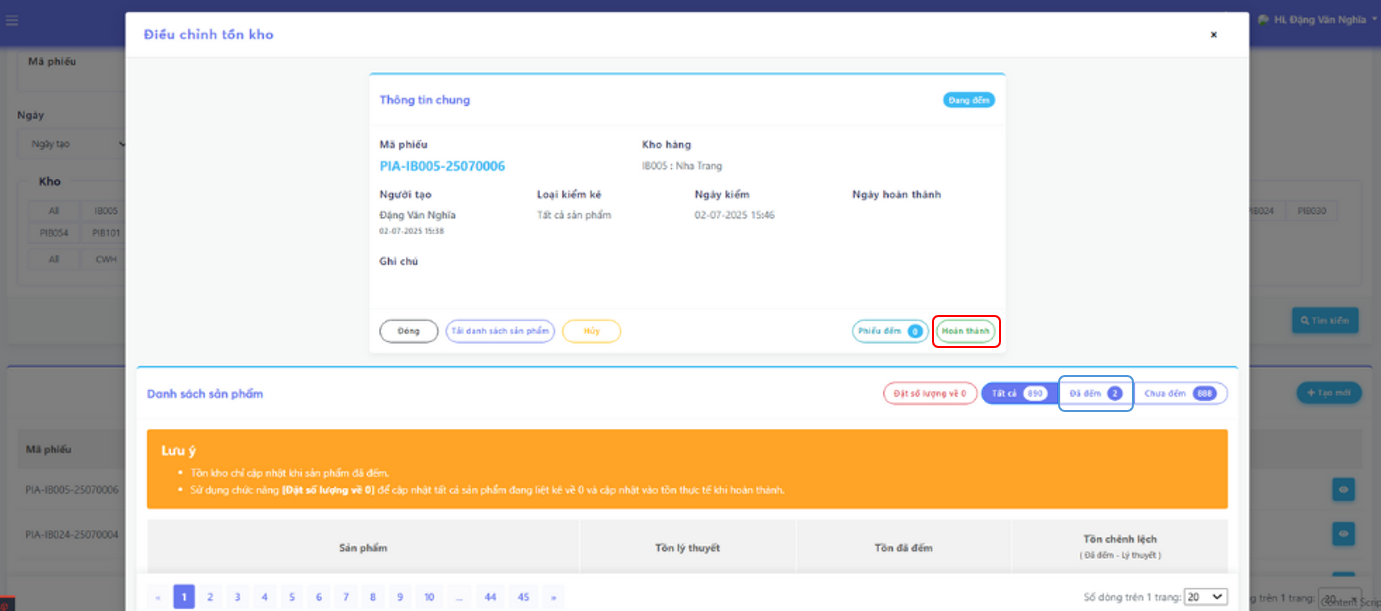 Điều chỉnh tồn kho
×
HL Đặng Văn Nghĩa
Mã phiếu
Ngày
Ngày tạo
Kho
All IB005
PIB054 PIB101
All CWH
PIB024 PIB030
Tìm kiếm
Tạo mới
Mã phiếu
PIA-IB005-25070006
PIA-IB024-25070004
Thông tin chung
Đang đếm
Mã phiếu Kho hàng
PIA-IB005-25070006 IB005 : Nha Trang
Người tạo Loại kiểm kê Ngày kiểm Ngày hoàn thành
Đặng Văn Nghĩa Tất cả sản phẩm 02-07-2025 15:46
02-07-2025 15:38
Ghi chú
Đóng Tải danh sách sản phẩm Hủy Phiếu đếm 0 Hoàn thành
Danh sách sản phẩm Đặt số lượng về 0 Tất cả 890 Đã đếm 2 Chưa đếm 888
Lưu ý
• Tồn kho chỉ cập nhật khi sản phẩm đã đếm.
• Sử dụng chức năng [Đặt số lượng về 0] để cập nhật tất cả sản phẩm đang liệt kê về 0 và cập nhật vào tồn thực tế khi hoàn thành.
Sản phẩm Tồn lý thuyết Tồn đã đếm Tồn chênh lệch
( Đã đếm - Lý thuyết )
« 1 2 3 4 5 6 7 8 9 10 ... 44 45 » Số dòng trên 1 trang: 20
g trên 1 trang: 20
Content Scrip